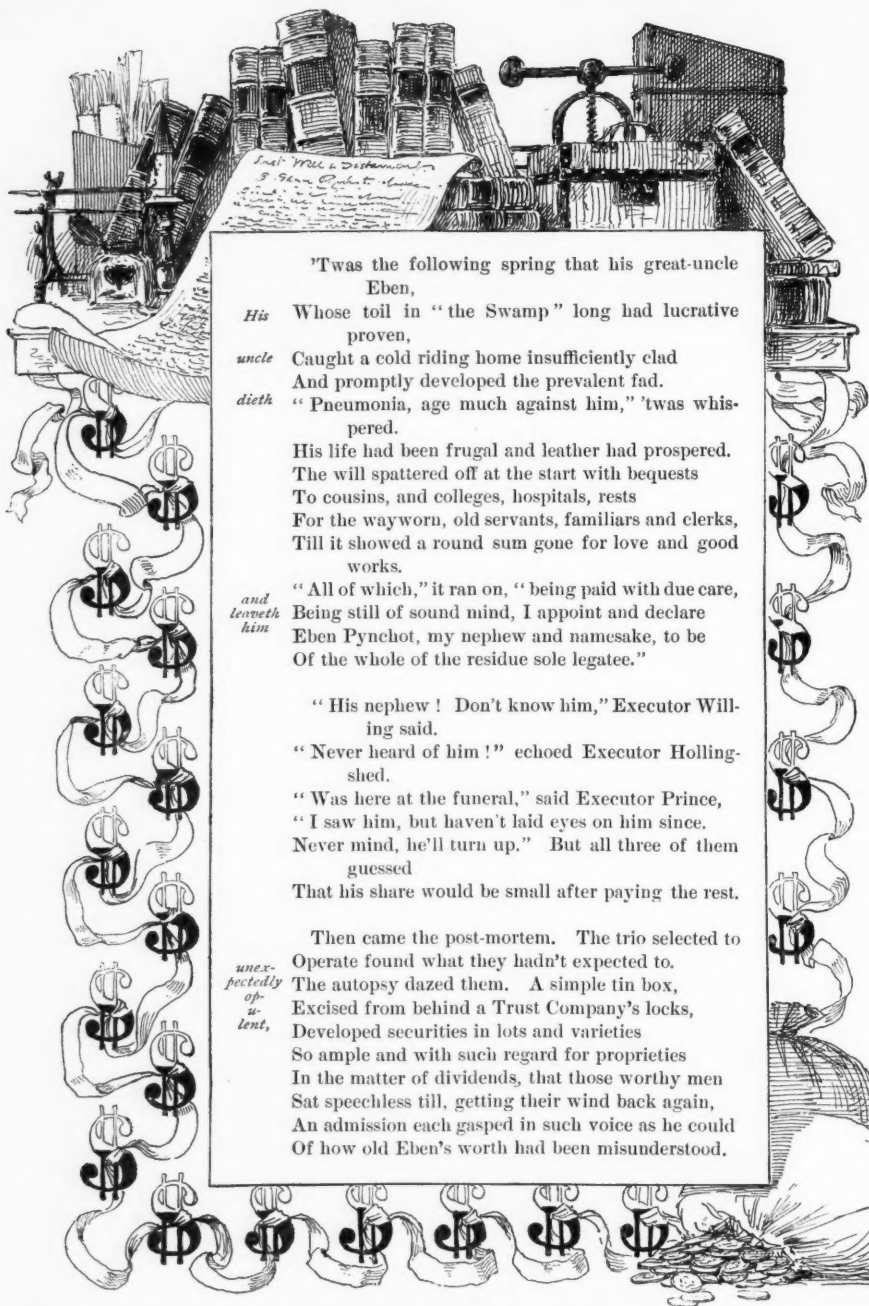 Last Will & Testament
'Twas the following spring that his great-uncle
Eben,
His
Whose toil in "the Swamp" long had lucrative
proven,
uncle
Caught a cold riding home insufficiently clad
And promptly developed the prevalent fad.
dieth
"Pneumonia, age much against him," 'twas whis-
pered.
His life had been frugal and leather had prospered.
The will spattered off at the start with bequests
To cousins, and colleges, hospitals, rests
For the wayworn, old servants, familiars and clerks,
Till it showed a round sum gone for love and good
works.
and
leaveth
him
"All of which," it ran on, "being paid with due care,
Being still of sound mind, I appoint and declare
Eben Pynchot, my nephew and namesake, to be
Of the whole of the residue sole legatee."
"His nephew! Don't know him," Executor Will-
ing said.
"Never heard of him!" echoed Executor Hollings-
shed.
"Was here at the funeral," said Executor Prince,
"I saw him, but haven't laid eyes on him since.
Never mind, he'll turn up." But all three of them
guessed
That his share would be small after paying the rest.
Then came the post-mortem. The trio selected to
Operate found what they hadn't expected to.
unex-
pectedly
op-
u-
lent,
The autopsy dazed them. A simple tin box,
Excised from behind a Trust Company's locks,
Developed securities in lots and varieties
So ample and with such regard for proprieties
In the matter of dividends, that those worthy men
Sat speechless till, getting their wind back again,
An admission each gasped in such voice as he could
Of how old Eben's worth had been misunderstood.